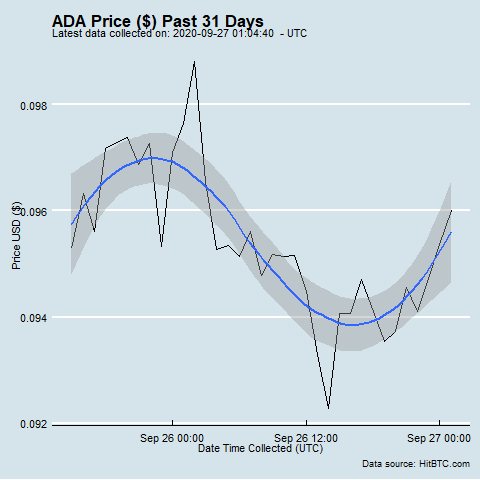 ADA Price ($) Past 31 Days
Latest data collected on: 2020-09-27 01:04:40 - UTC
0.098
0.096
0.094
0.092
Price USD ($)
Sep 26 00:00
Sep 26 12:00
Sep 27 00:00
Date Time Collected (UTC)
Data source: HitBTC.com